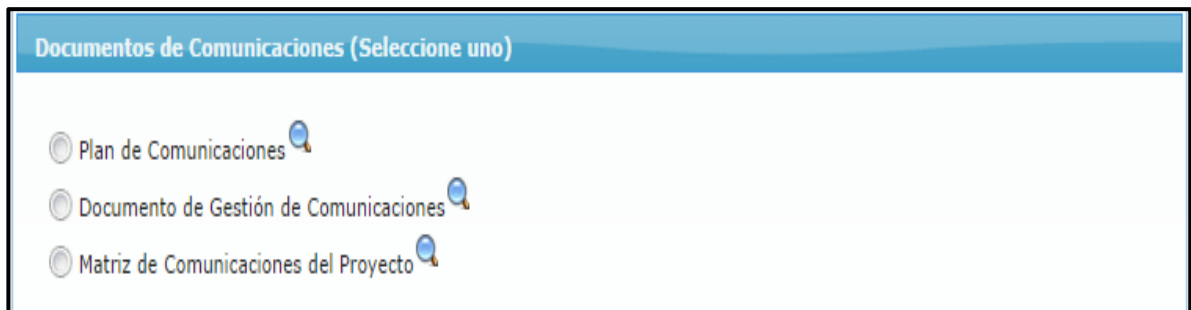 Documentos de Comunicaciones (Seleccione uno)
Plan de Comunicaciones
Documento de Gestión de Comunicaciones
Matriz de Comunicaciones del Proyecto